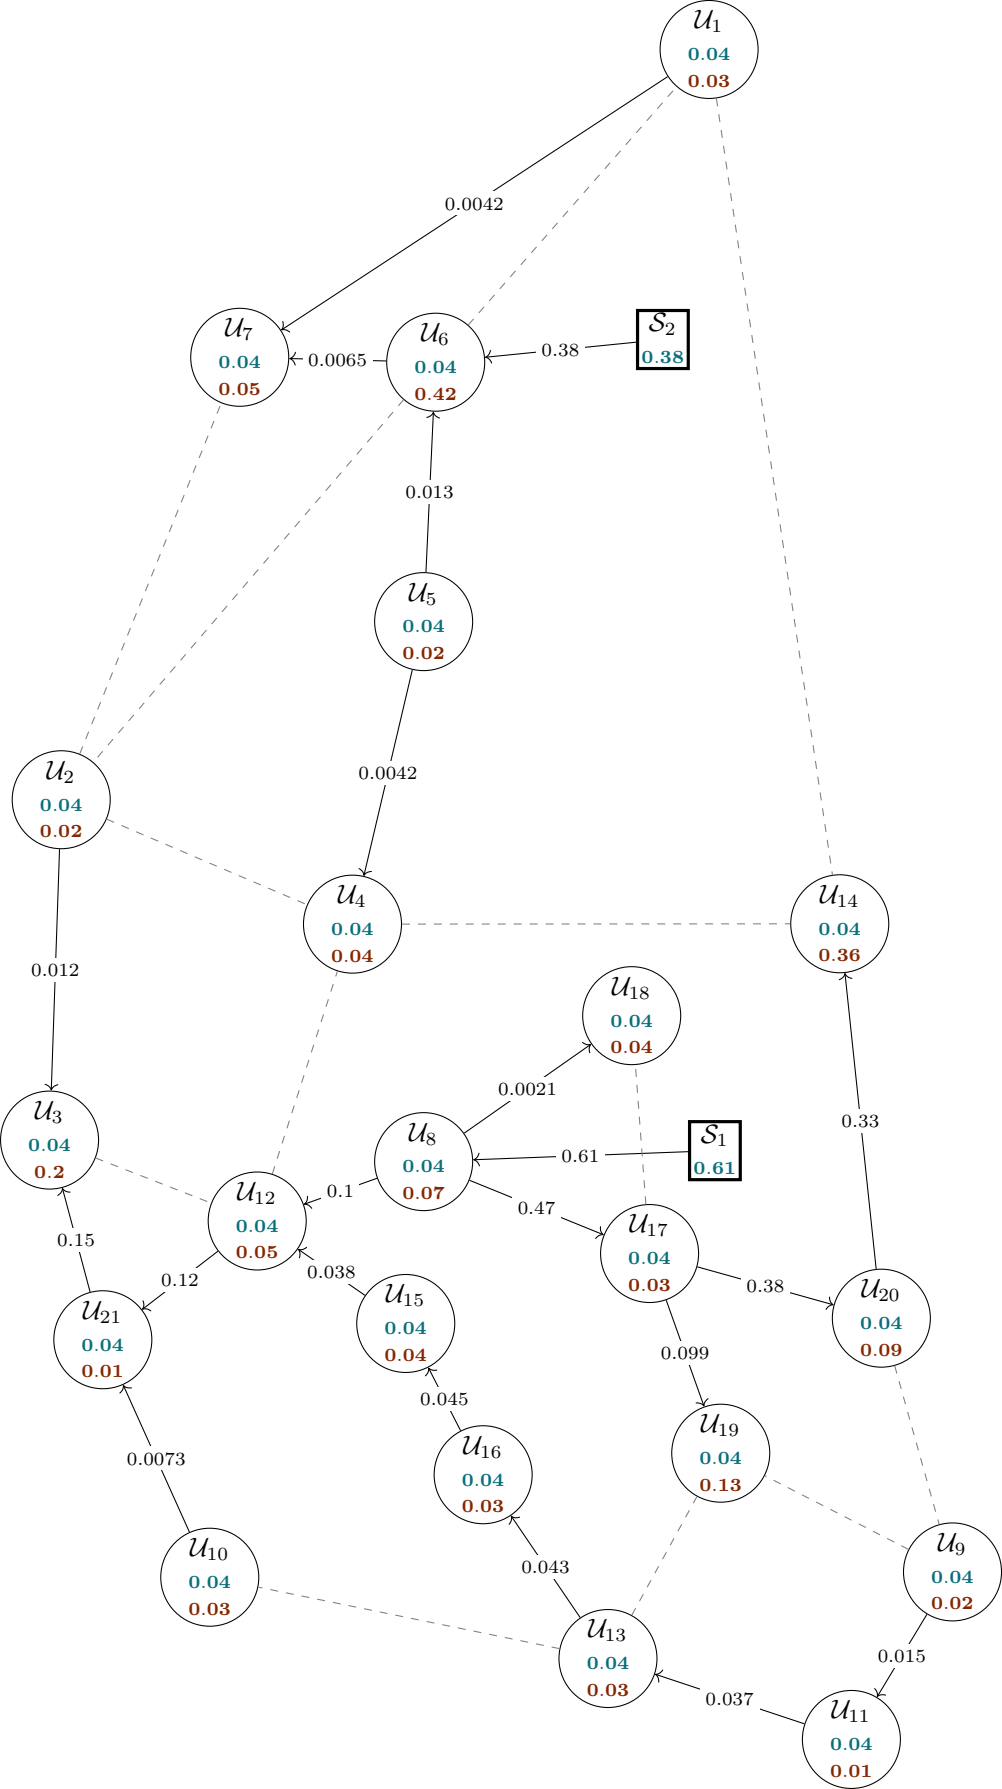 𝒰₁
0.04
0.03
0.0042
𝒰₇
0.04
0.05
0.0065
𝒰₆
0.04
0.42
0.38
𝒮₂
0.38
0.013
𝒰₅
0.04
0.02
0.0042
𝒰₂
0.04
0.02
𝒰₄
0.04
0.04
𝒰₁₄
0.04
0.36
0.012
𝒰₁₈
0.04
0.04
0.0021
0.33
𝒰₃
0.04
0.2
𝒰₈
0.04
0.07
0.61
𝒮₁
0.61
𝒰₁₂
0.04
0.05
0.1
0.47
𝒰₁₇
0.04
0.03
0.15
0.12
0.038
0.38
𝒰₂₁
0.04
0.01
𝒰₁₅
0.04
0.04
𝒰₂₀
0.04
0.09
0.099
0.045
𝒰₁₉
0.04
0.13
0.0073
𝒰₁₆
0.04
0.03
𝒰₁₀
0.04
0.03
0.043
𝒰₉
0.04
0.02
𝒰₁₃
0.04
0.03
0.015
0.037
𝒰₁₁
0.04
0.01